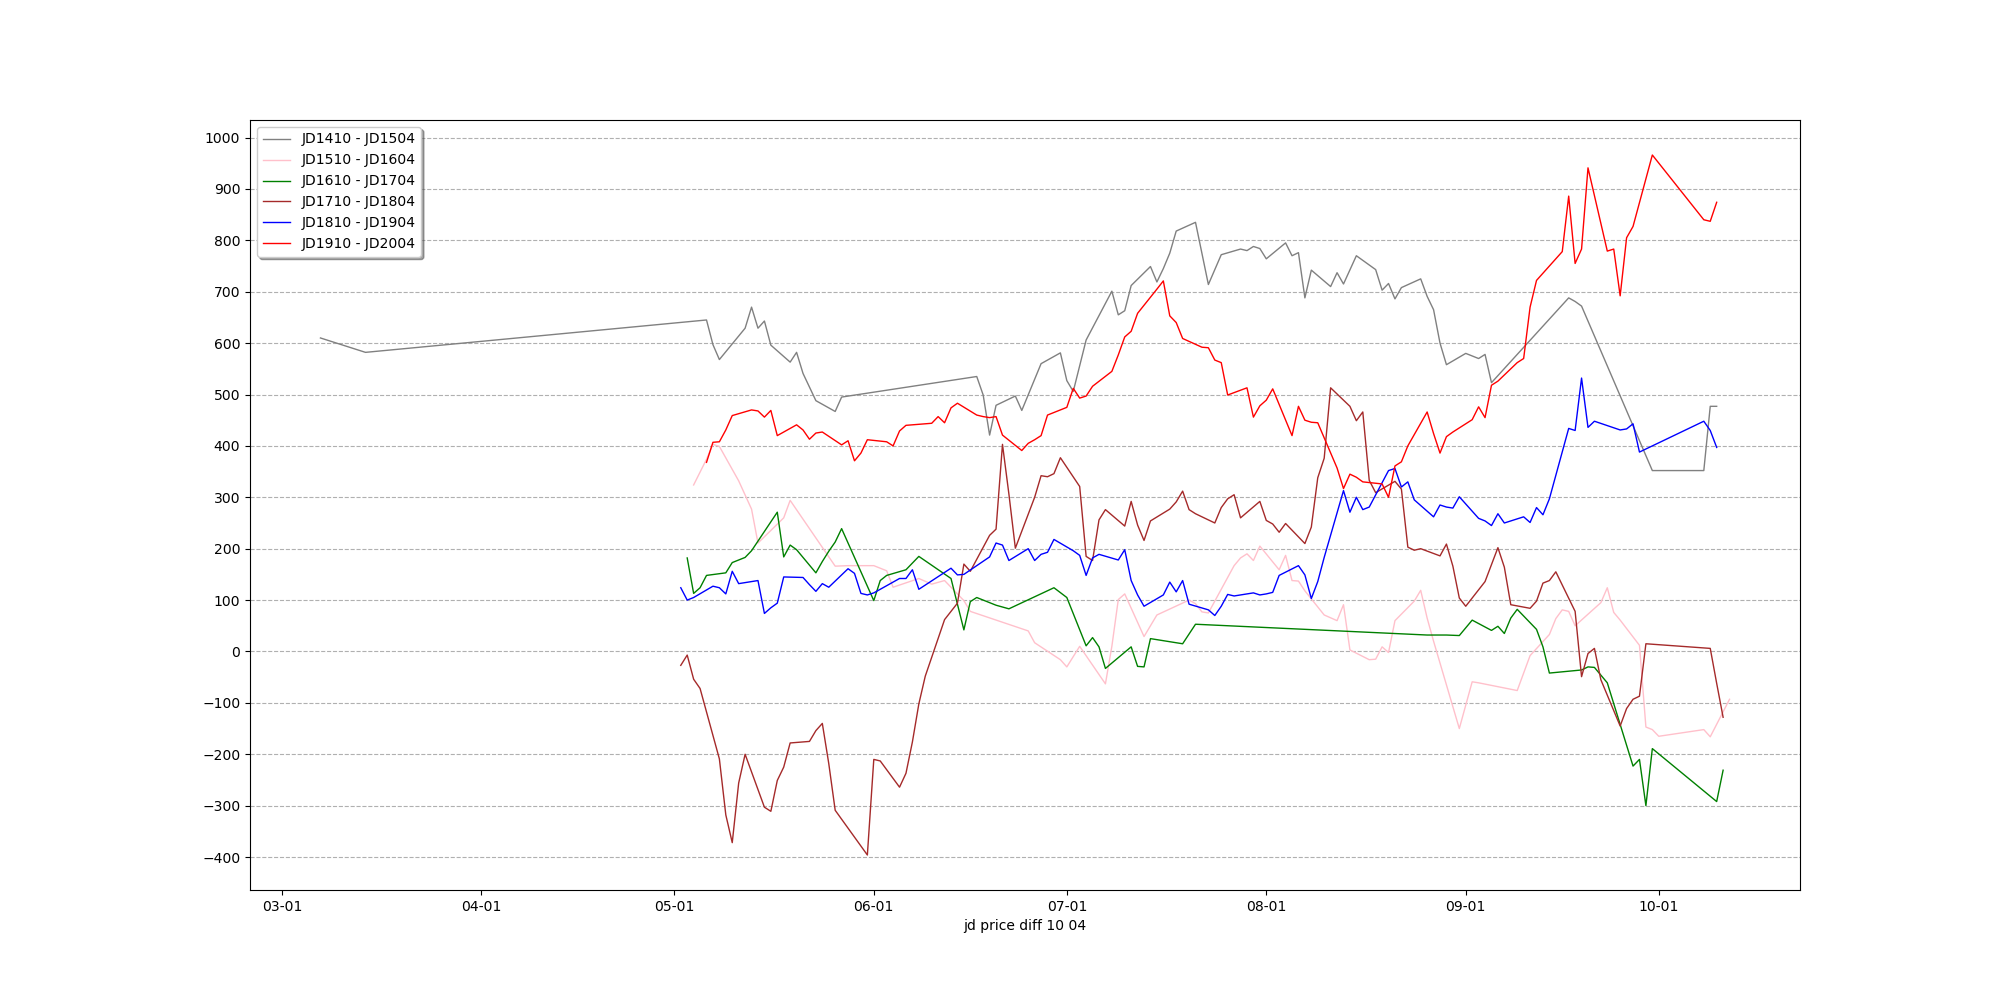 JD1410 - JD1504
JD1510 - JD1604
JD1610 - JD1704
JD1710 - JD1804
JD1810 - JD1904
JD1910 - JD2004
1000
900
800
700
600
500
400
300
200
100
0
−100
−200
−300
−400
03-01 04-01 05-01 06-01 07-01 08-01 09-01 10-01
jd price diff 10 04